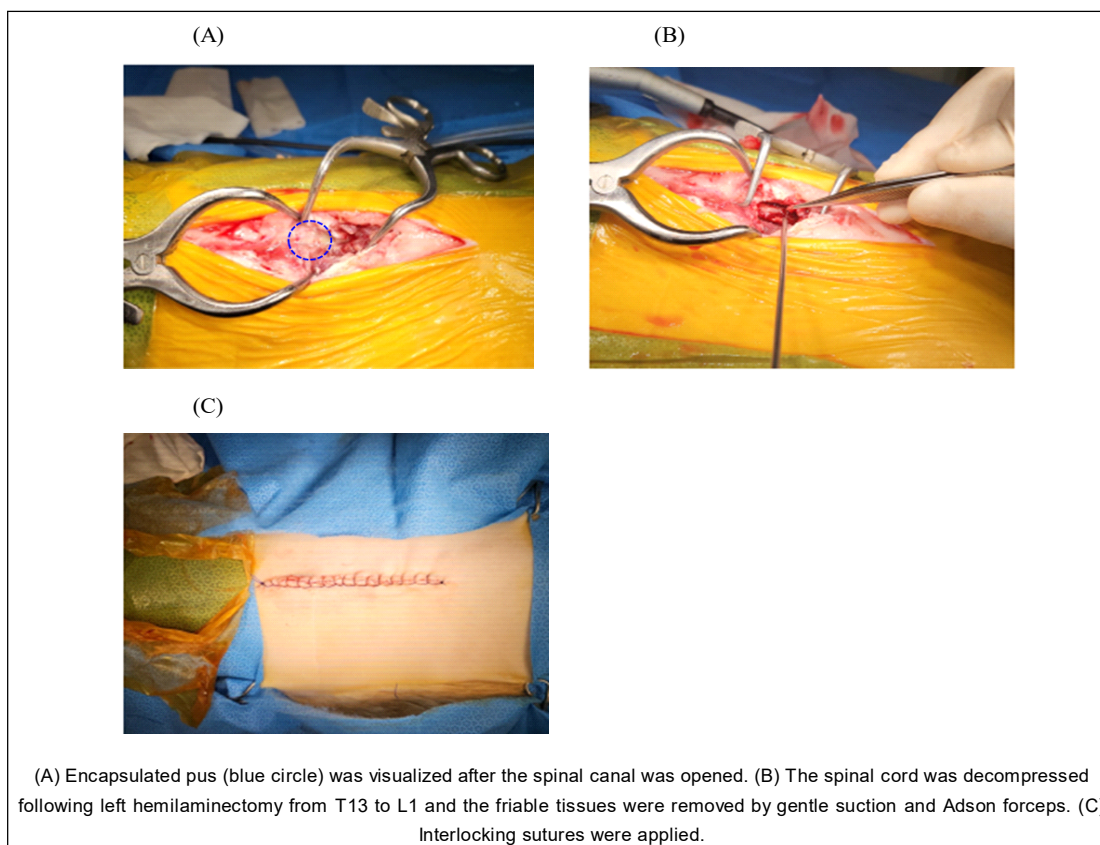 (A)
(B)
(C)
(A) Encapsulated pus (blue circle) was visualized after the spinal canal was opened. (B) The spinal cord was decompressed
following left hemilaminectomy from T13 to L1 and the friable tissues were removed by gentle suction and Adson forceps. (C)
Interlocking sutures were applied.